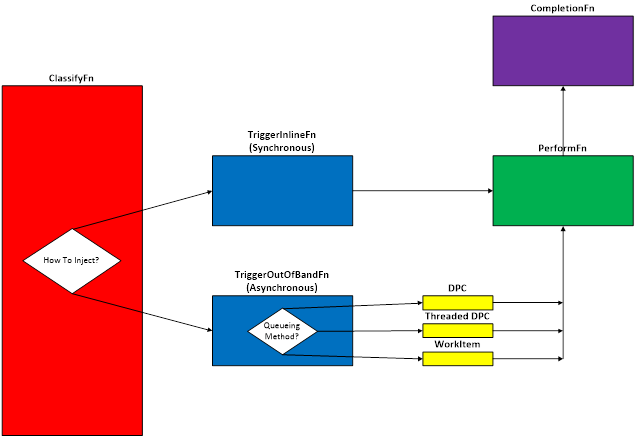 CompletionFn
ClassifyFn
TriggerInlineFn
(Synchronous)
PerformFn
How To Inject?
TriggerOutOfBandFn
(Asynchronous)
DPC
Queueing
Method?
Threaded DPC
WorkItem